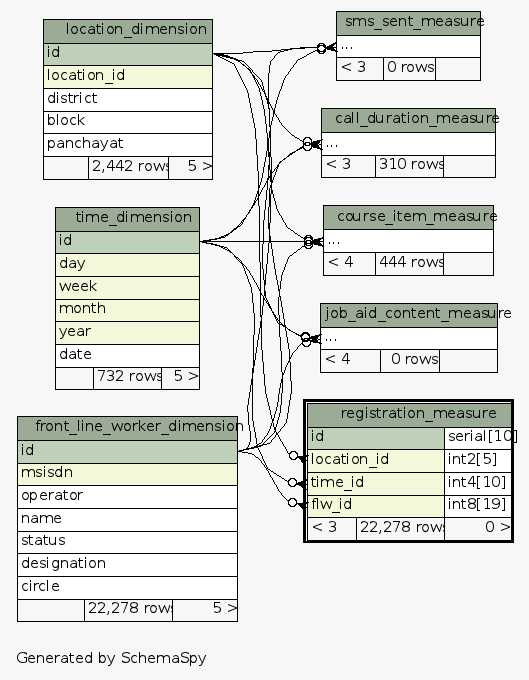 location_dimension
id
location_id
district
block
panchayat
2,442 rows 5 >
time_dimension
id
day
week
month
year
date
732 rows 5 >
front_line_worker_dimension
id
msisdn
operator
name
status
designation
circle
22,278 rows 5 >
sms_sent_measure
...
< 3 0 rows
call_duration_measure
...
< 3 310 rows
course_item_measure
...
< 4 444 rows
job_aid_content_measure
...
< 4 0 rows
registration_measure
id serial[10]
location_id int2[5]
time_id int4[10]
flw_id int8[19]
< 3 22,278 rows 0 >
Generated by SchemaSpy